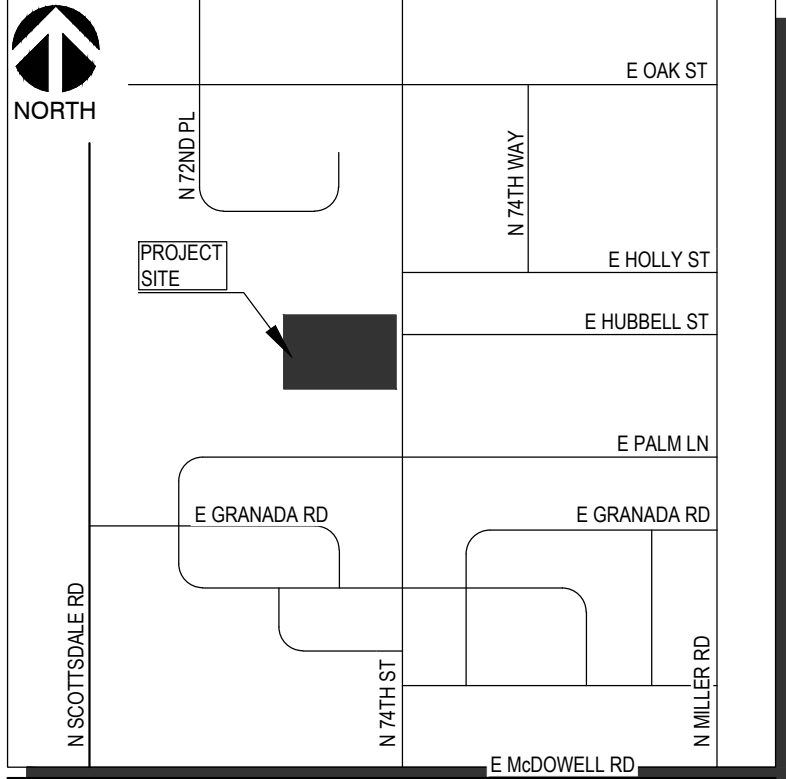 E OAK ST
NORTH
N 72ND PL
N 74TH WAY
PROJECT
SITE
E HOLLY ST
E HUBBELL ST
E PALM LN
E GRANADA RD
E GRANADA RD
N SCOTTSDALE RD
N 74TH ST
N MILLER RD
E McDOWELL RD